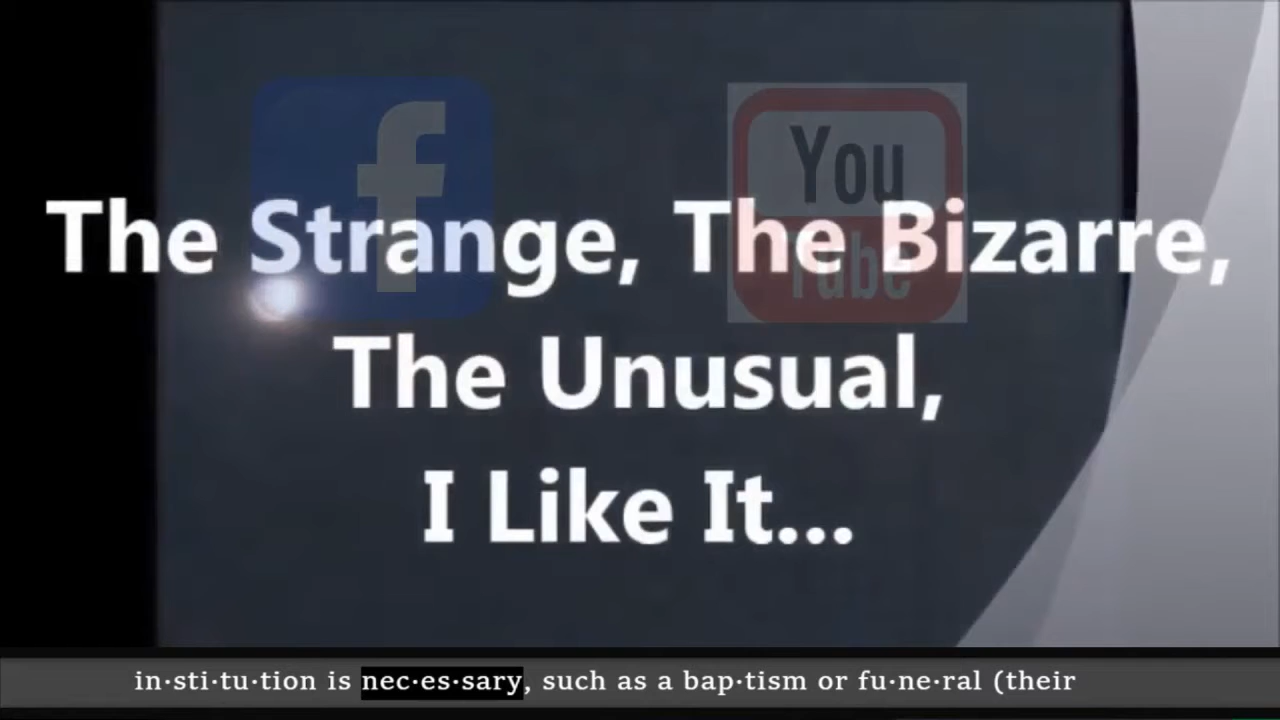 f
You
Tube
The Strange, The Bizarre,
The Unusual,
I Like It...
in·sti·tu·tion is nec·es·sary, such as a bap·tism or fu·ne·ral (their